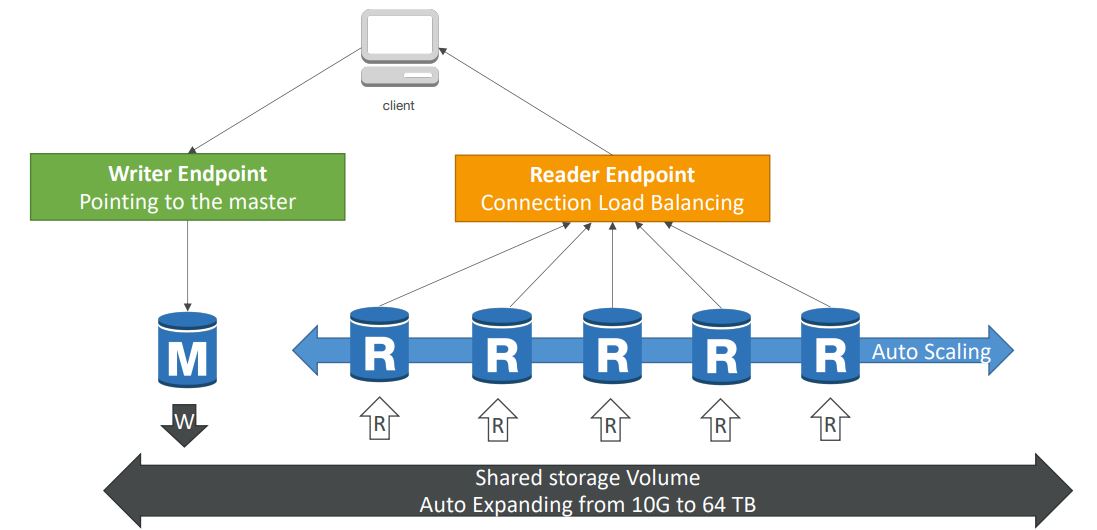 client
Writer Endpoint
Pointing to the master
Reader Endpoint
Connection Load Balancing
M
R
R
R
R
R
Auto Scaling
W
R
R
R
R
R
Shared storage Volume
Auto Expanding from 10G to 64 TB